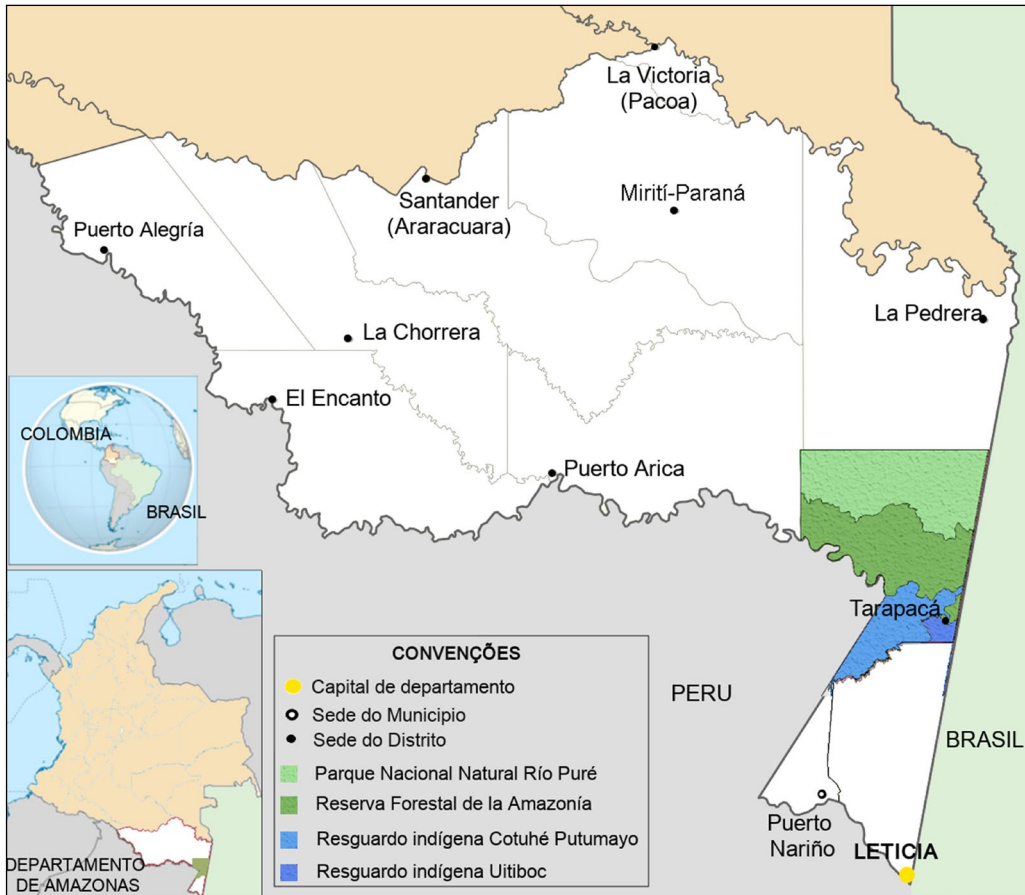 La Victoria
(Pacoa)
Santander
(Araracuara)
Mirití-Paraná
Puerto Alegría
La Pedrera
La Chorrera
El Encanto
COLOMBIA
BRASIL
Puerto Arica
Tarapacá
CONVENÇÕES
Capital de departamento
Sede do Municipio
Sede do Distrito
Parque Nacional Natural Río Puré
Reserva Forestal de la Amazonía
Resguardo indígena Cotuhé Putumayo
Resguardo indígena Uitiboc
PERU
BRASIL
Puerto
Nariño
LETICIA
DEPARTAMENTO
DE AMAZONAS